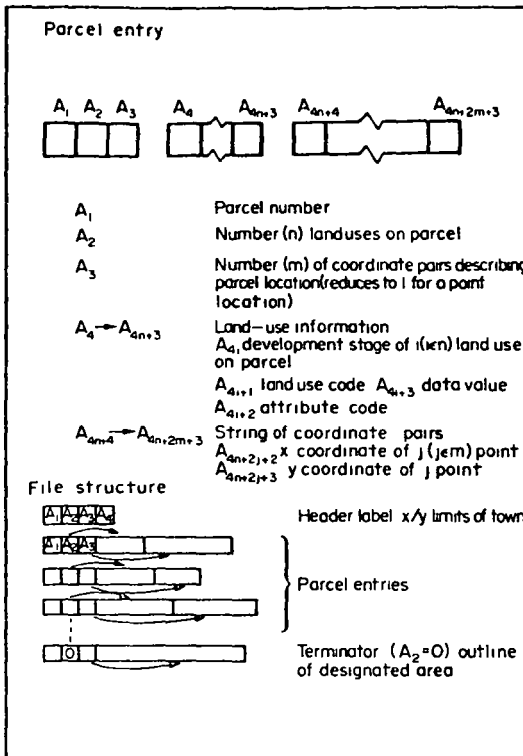 Parcel entry
A₁ A₂ A₃ A₄ A₄ₙ₊₃ A₄ₙ₊₄ A₄ₙ₊₂ₘ₊₃
A₁ Parcel number
A₂ Number (n) landuses on parcel
A₃ Number (m) of coordinate pairs describing
parcel location(reduces to 1 for a point
location)
A₄ → A₄ₙ₊₃ Land-use information
A₄ᵢ development stage of i(i≤n) land use
on parcel
A₄ᵢ₊₁ land use code A₄ᵢ₊₃ data value
A₄ᵢ₊₂ attribute code
A₄ₙ₊₄ → A₄ₙ₊₂ₘ₊₃ String of coordinate pairs
A₄ₙ₊₂ⱼ₊₂ x coordinate of j (j≤m) point
A₄ₙ₊₂ⱼ₊₃ y coordinate of j point
File structure
A₁ A₂ A₃ A₄ Header label x/y limits of town
A₁ A₂ A₃
Parcel entries
0 Terminator (A₂=0) outline
of designated area